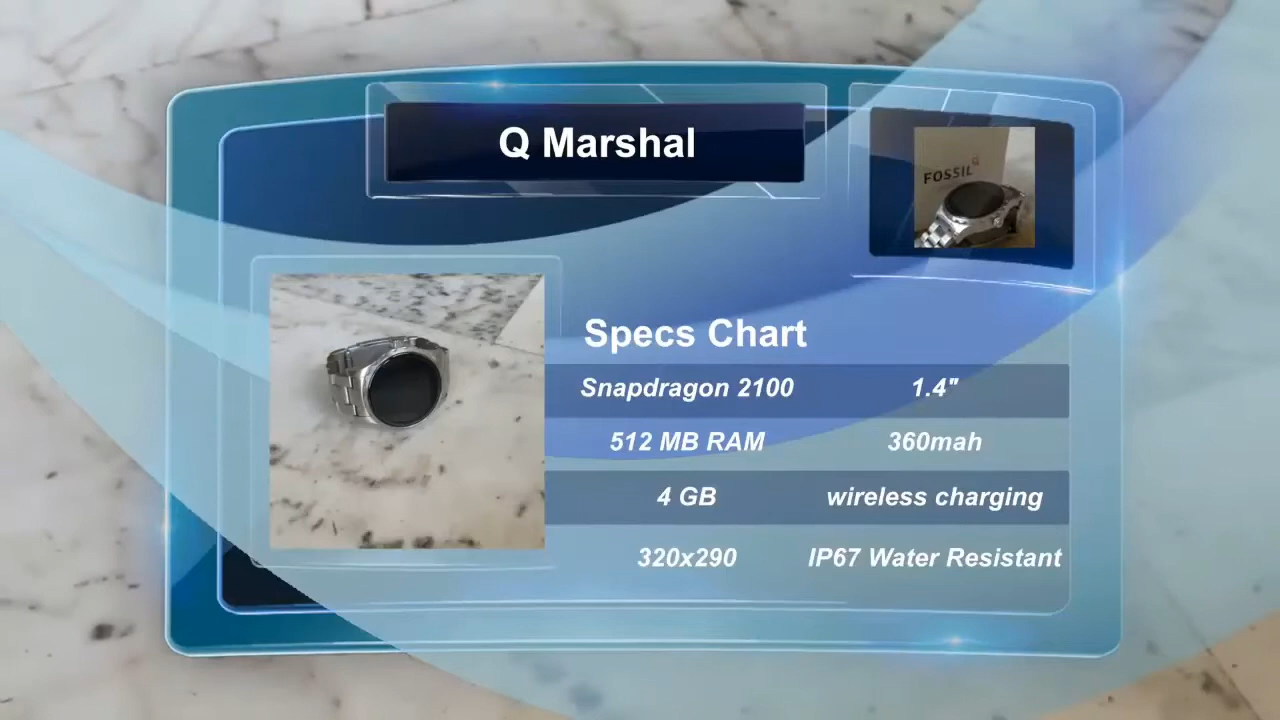 Q Marshal
FOSSIL Q
Specs Chart
Snapdragon 2100 1.4"
512 MB RAM 360mah
4 GB wireless charging
320x290 IP67 Water Resistant